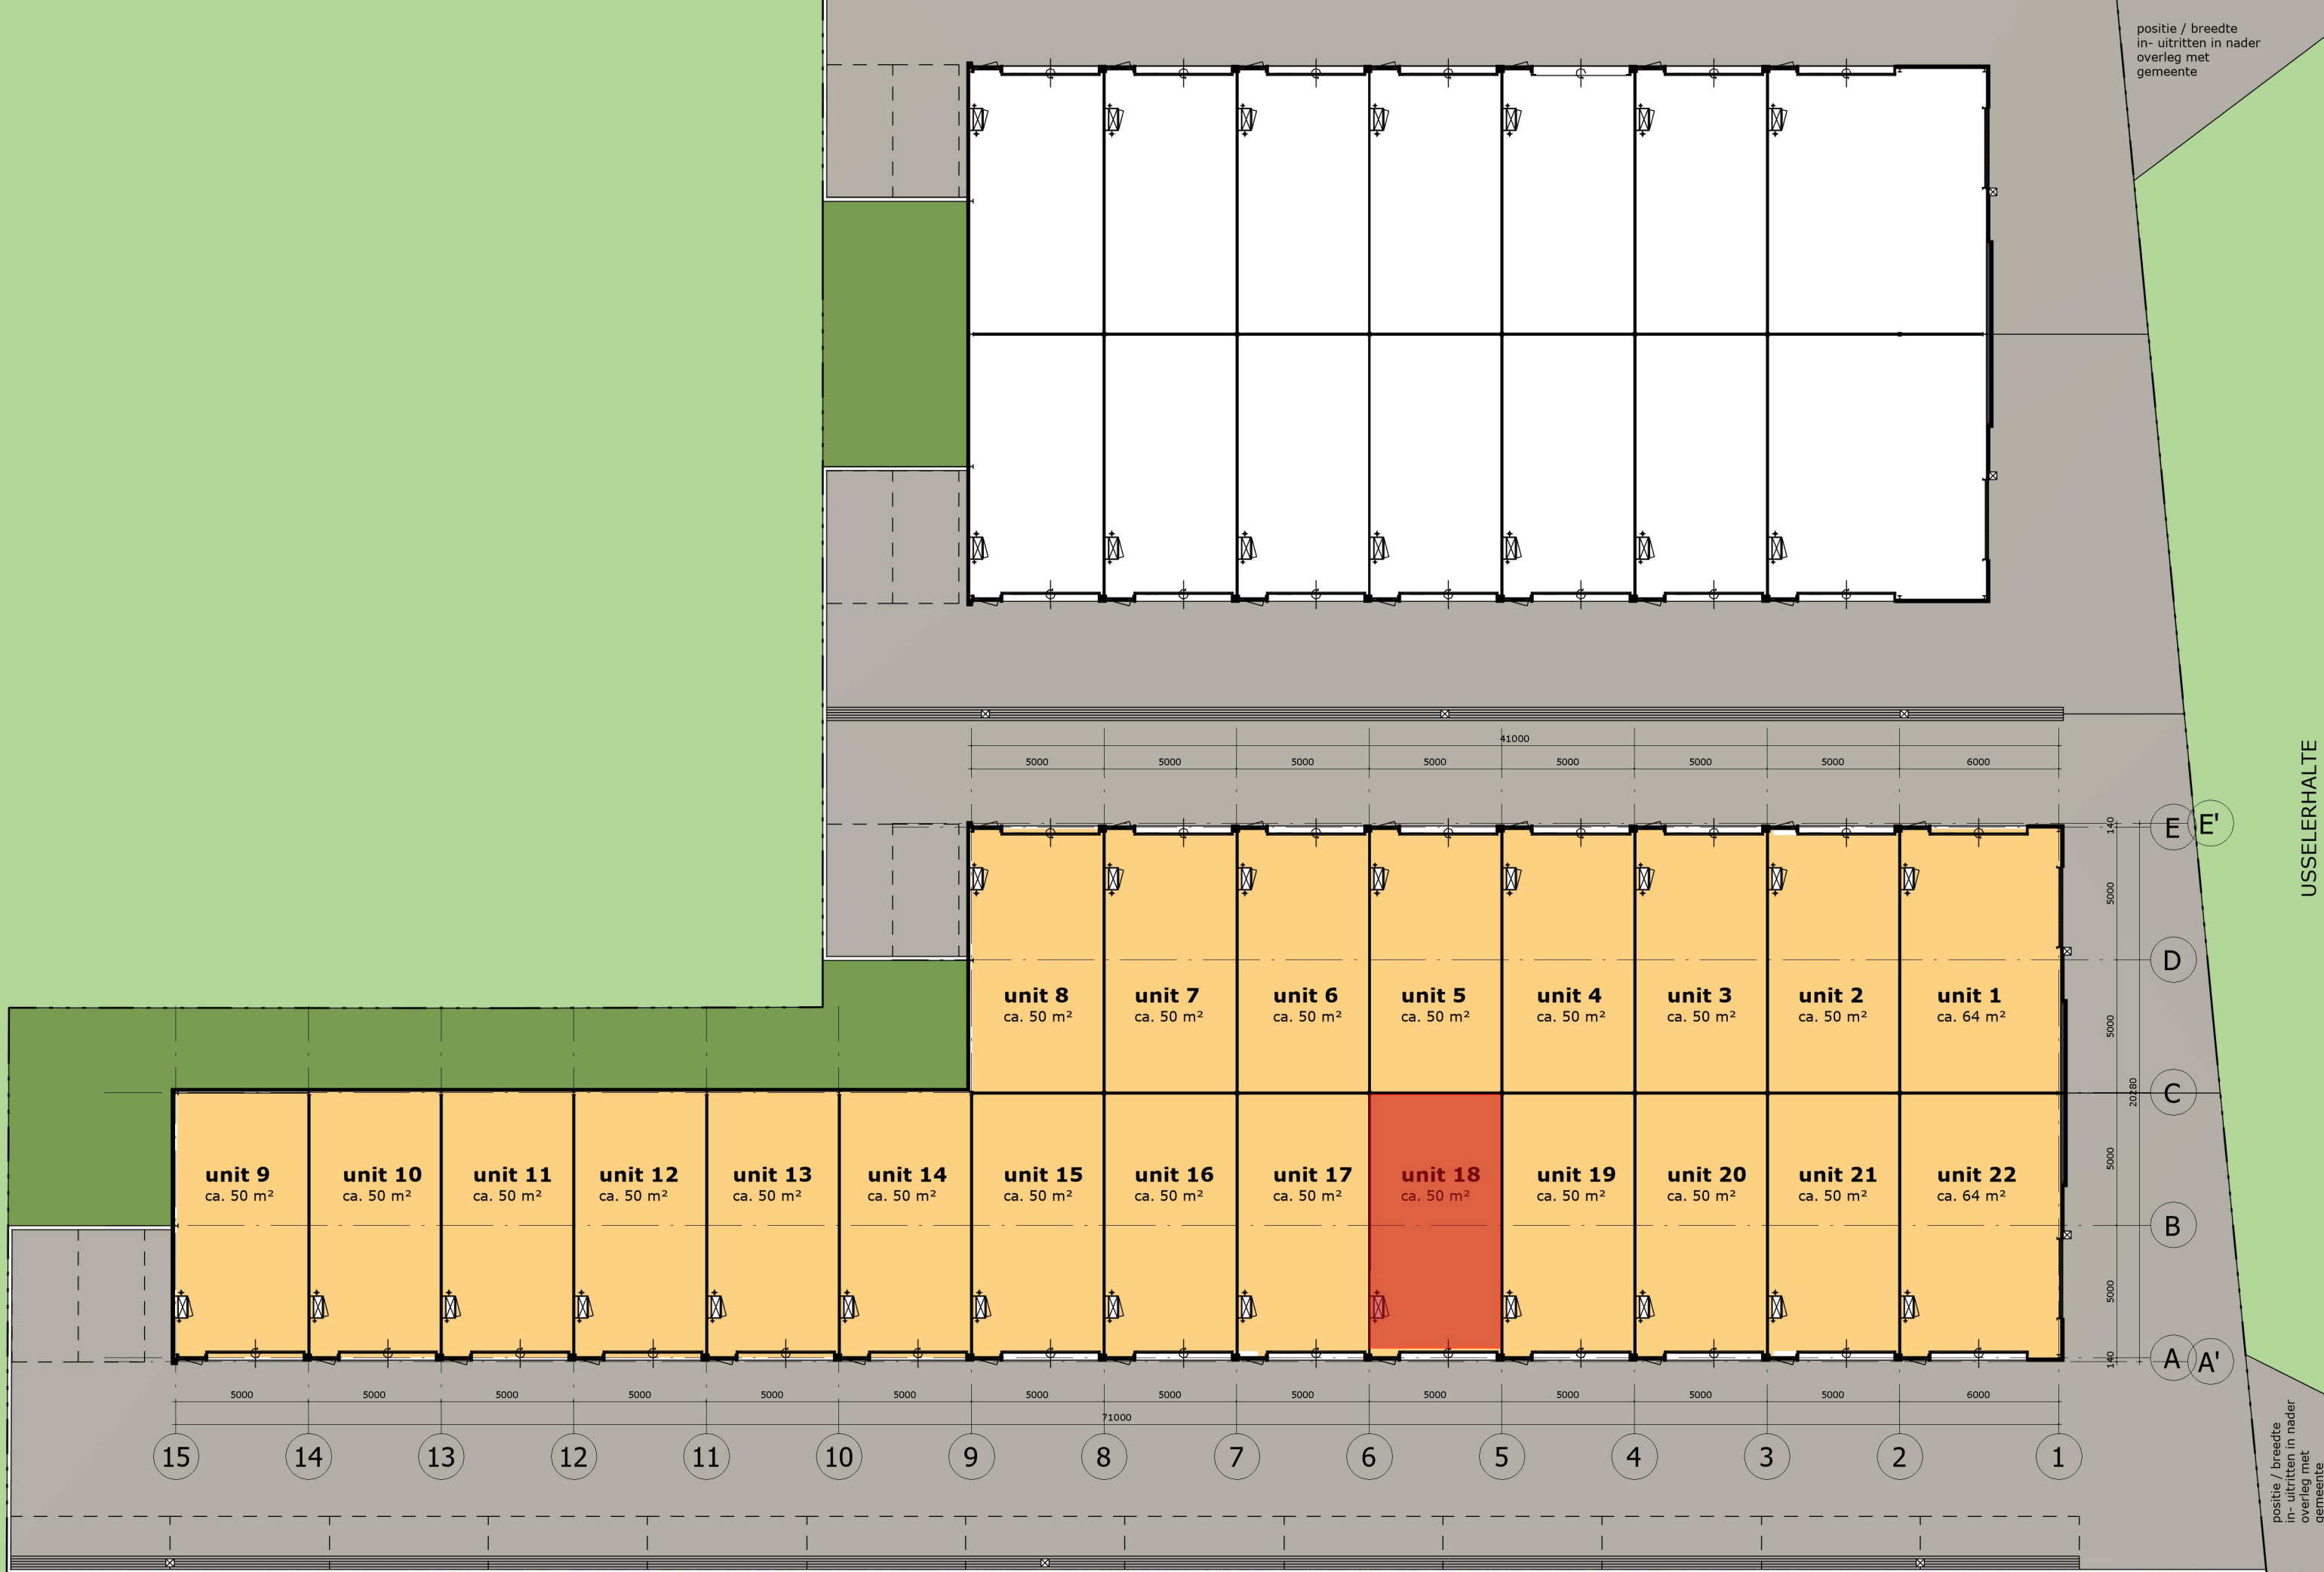 positie / breedte
in- uitritten in nader
overleg met
gemeente
USSELERHALTE
41000
5000 5000 5000 5000 5000 5000 5000 6000
E E'
140
5000
D
unit 8 unit 7 unit 6 unit 5 unit 4 unit 3 unit 2 unit 1
ca. 50 m² ca. 50 m² ca. 50 m² ca. 50 m² ca. 50 m² ca. 50 m² ca. 50 m² ca. 64 m²
5000
C
20280
unit 9 unit 10 unit 11 unit 12 unit 13 unit 14 unit 15 unit 16 unit 17 unit 18 unit 19 unit 20 unit 21 unit 22
ca. 50 m² ca. 50 m² ca. 50 m² ca. 50 m² ca. 50 m² ca. 50 m² ca. 50 m² ca. 50 m² ca. 50 m² ca. 50 m² ca. 50 m² ca. 50 m² ca. 50 m² ca. 64 m²
5000
B
5000
A A'
140
5000 5000 5000 5000 5000 5000 5000 5000 5000 5000 5000 5000 5000 6000
71000
15 14 13 12 11 10 9 8 7 6 5 4 3 2 1
positie / breedte
in- uitritten in nader
overleg met
gemeente